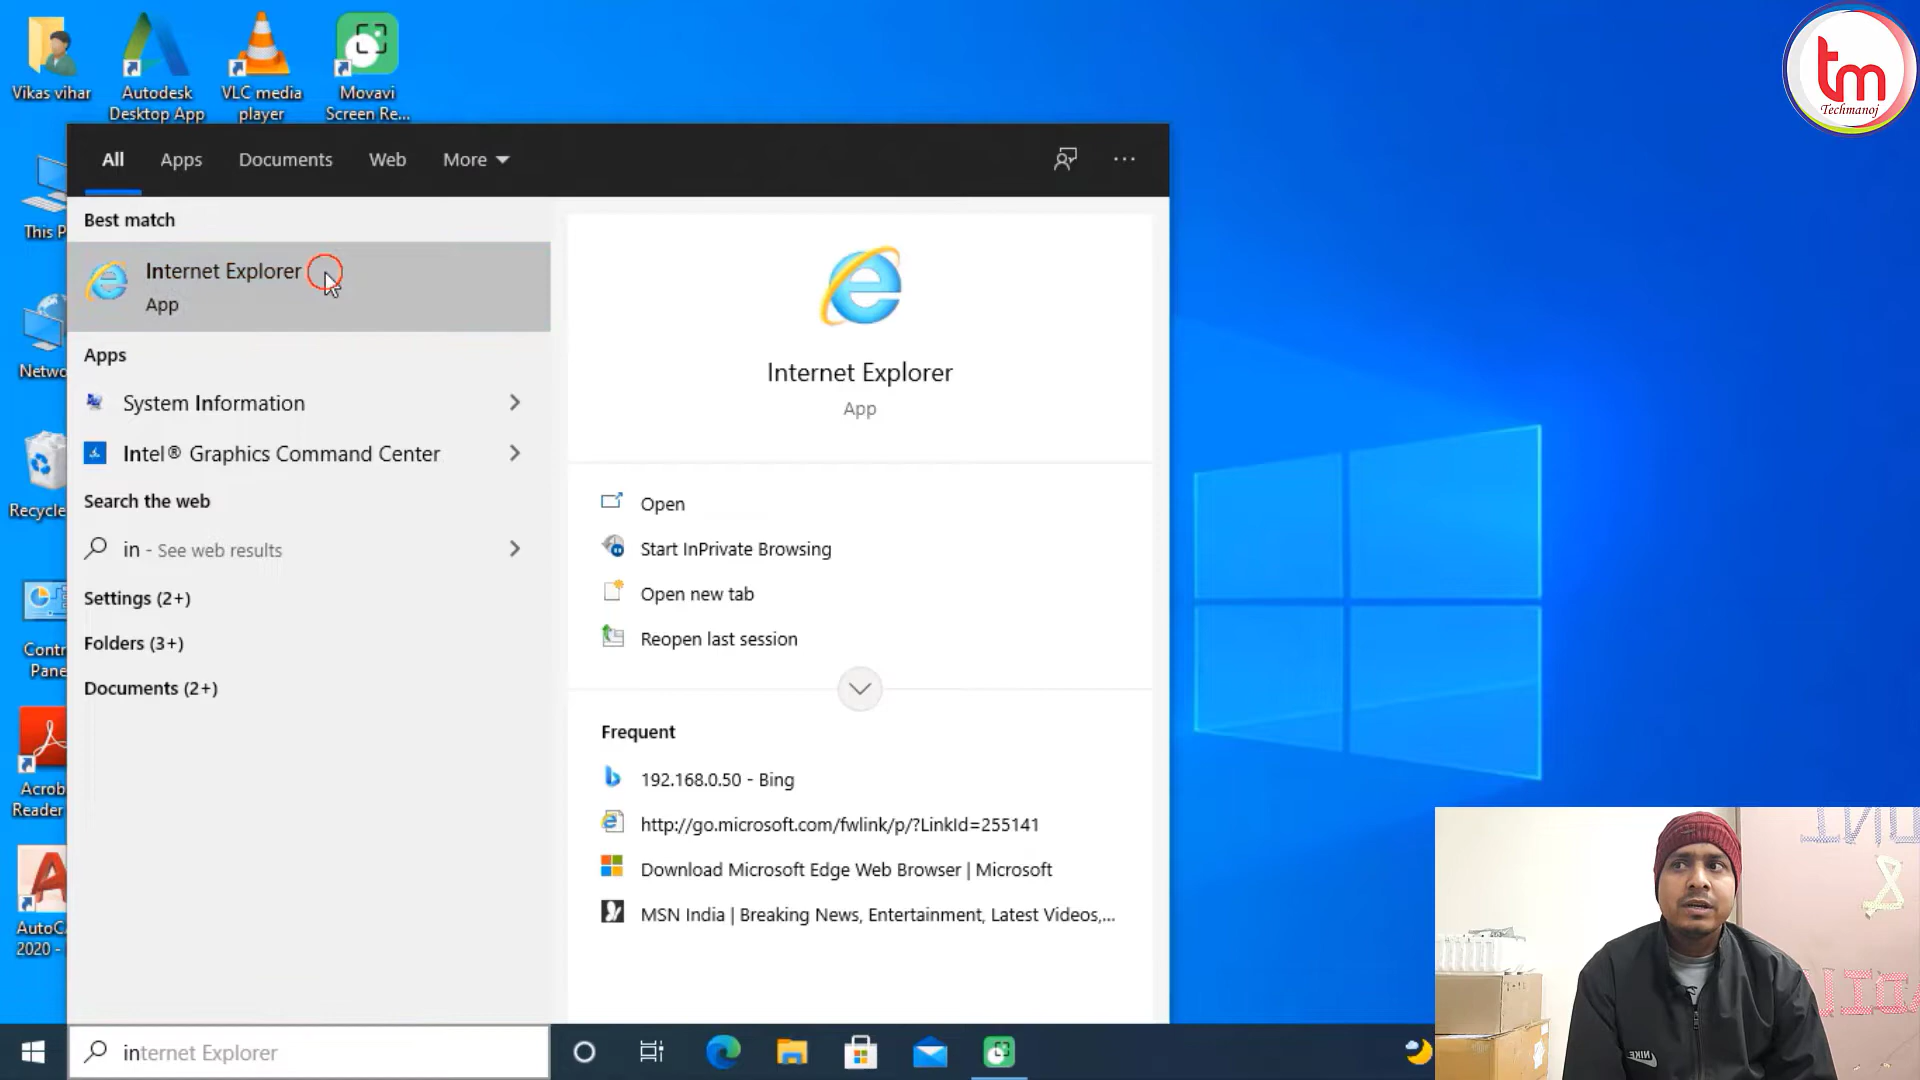 Vikas vihar
Autodesk
Desktop App
VLC media
player
Movavi
Screen Re...
tm
Techmanoj
All
Apps
Documents
Web
More
This P
Netwo
Recycle
Contr
Pane
Acrob
Reader
AutoCA
2020 -
Best match
Internet Explorer
App
Apps
System Information
Intel® Graphics Command Center
Search the web
in - See web results
Settings (2+)
Folders (3+)
Documents (2+)
Internet Explorer
App
Open
Start InPrivate Browsing
Open new tab
Reopen last session
Frequent
192.168.0.50 - Bing
http://go.microsoft.com/fwlink/p/?LinkId=255141
Download Microsoft Edge Web Browser | Microsoft
MSN India | Breaking News, Entertainment, Latest Videos,...
internet Explorer
NIKE